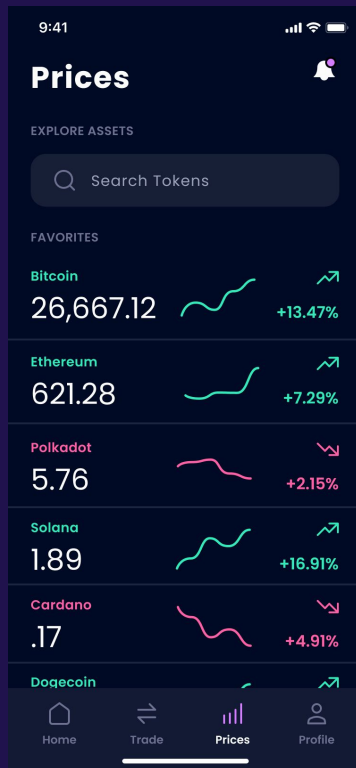 9:41
Prices
EXPLORE ASSETS
Search Tokens
FAVORITES
Bitcoin
26,667.12
+13.47%
Ethereum
621.28
+7.29%
Polkadot
5.76
+2.15%
Solana
1.89
+16.91%
Cardano
.17
+4.91%
Dogecoin
Home Trade Prices Profile